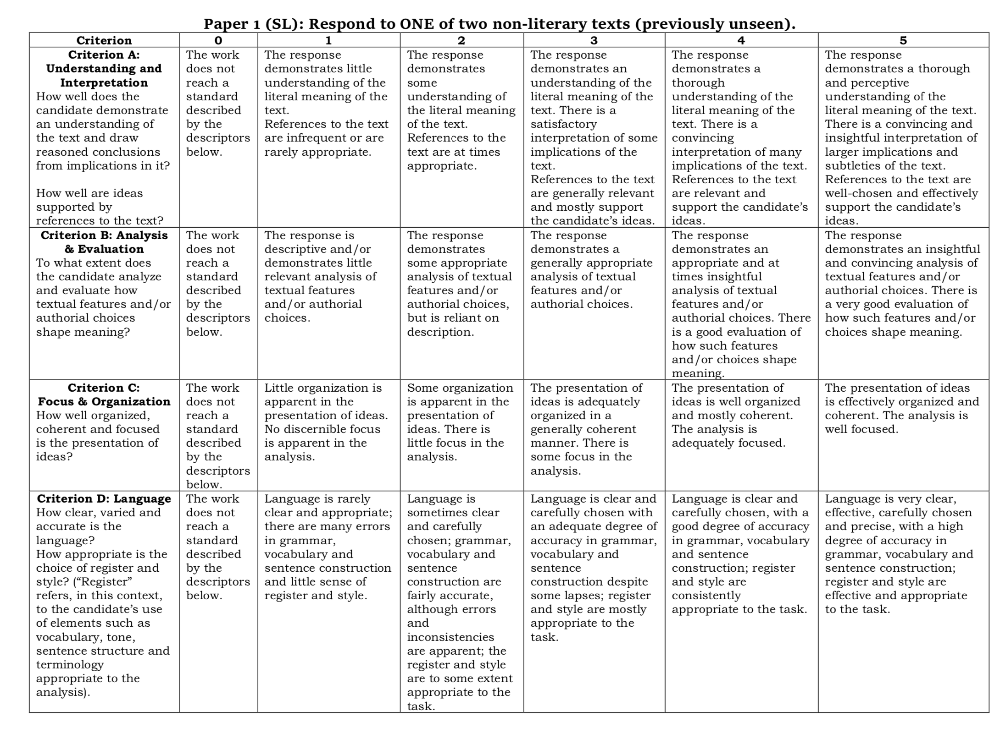 Paper 1 (SL): Respond to ONE of two non-literary texts (previously unseen).
Criterion
0
1
2
3
4
5
Criterion A:
Understanding and
Interpretation
How well does the
candidate demonstrate
an understanding of
the text and draw
reasoned conclusions
from implications in it?
How well are ideas
supported by
references to the text?
The work
does not
reach a
standard
described
by the
descriptors
below.
The response
demonstrates little
understanding of the
literal meaning of the
text.
References to the text
are infrequent or are
rarely appropriate.
The response
demonstrates
some
understanding of
the literal meaning
of the text.
References to the
text are at times
appropriate.
The response
demonstrates an
understanding of the
literal meaning of the
text. There is a
satisfactory
interpretation of some
implications of the
text.
References to the text
are generally relevant
and mostly support
the candidate’s ideas.
The response
demonstrates a
thorough
understanding of the
literal meaning of the
text. There is a
convincing
interpretation of many
implications of the text.
References to the text
are relevant and
support the candidate’s
ideas.
The response
demonstrates a thorough
and perceptive
understanding of the
literal meaning of the text.
There is a convincing and
insightful interpretation of
larger implications and
subtleties of the text.
References to the text are
well-chosen and effectively
support the candidate’s
ideas.
Criterion B: Analysis
& Evaluation
To what extent does
the candidate analyze
and evaluate how
textual features and/or
authorial choices
shape meaning?
The work
does not
reach a
standard
described
by the
descriptors
below.
The response is
descriptive and/or
demonstrates little
relevant analysis of
textual features
and/or authorial
choices.
The response
demonstrates
some appropriate
analysis of textual
features and/or
authorial choices,
but is reliant on
description.
The response
demonstrates a
generally appropriate
analysis of textual
features and/or
authorial choices.
The response
demonstrates an
appropriate and at
times insightful
analysis of textual
features and/or
authorial choices. There
is a good evaluation of
how such features
and/or choices shape
meaning.
The response
demonstrates an insightful
and convincing analysis of
textual features and/or
authorial choices. There is
a very good evaluation of
how such features and/or
choices shape meaning.
Criterion C:
Focus & Organization
How well organized,
coherent and focused
is the presentation of
ideas?
The work
does not
reach a
standard
described
by the
descriptors
below.
Little organization is
apparent in the
presentation of ideas.
No discernible focus
is apparent in the
analysis.
Some organization
is apparent in the
presentation of
ideas. There is
little focus in the
analysis.
The presentation of
ideas is adequately
organized in a
generally coherent
manner. There is
some focus in the
analysis.
The presentation of
ideas is well organized
and mostly coherent.
The analysis is
adequately focused.
The presentation of ideas
is effectively organized and
coherent. The analysis is
well focused.
Criterion D: Language
How clear, varied and
accurate is the
language?
How appropriate is the
choice of register and
style? (“Register”
refers, in this context,
to the candidate’s use
of elements such as
vocabulary, tone,
sentence structure and
terminology
appropriate to the
analysis).
The work
does not
reach a
standard
described
by the
descriptors
below.
Language is rarely
clear and appropriate;
there are many errors
in grammar,
vocabulary and
sentence construction
and little sense of
register and style.
Language is
sometimes clear
and carefully
chosen; grammar,
vocabulary and
sentence
construction are
fairly accurate,
although errors
and
inconsistencies
are apparent; the
register and style
are to some extent
appropriate to the
task.
Language is clear and
carefully chosen with
an adequate degree of
accuracy in grammar,
vocabulary and
sentence
construction despite
some lapses; register
and style are mostly
appropriate to the
task.
Language is clear and
carefully chosen, with a
good degree of accuracy
in grammar, vocabulary
and sentence
construction; register
and style are
consistently
appropriate to the task.
Language is very clear,
effective, carefully chosen
and precise, with a high
degree of accuracy in
grammar, vocabulary and
sentence construction;
register and style are
effective and appropriate
to the task.